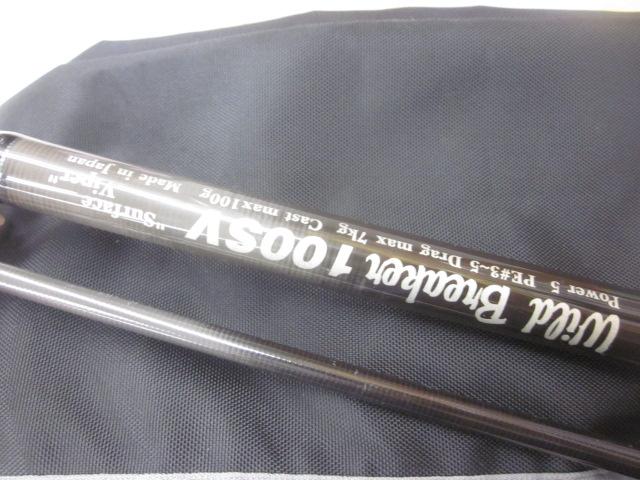 Wild Breaker 100SV
"Surface
Viper"
Power 5 PE#3~5 Drag max 7kg Cast max100g
Made in Japan